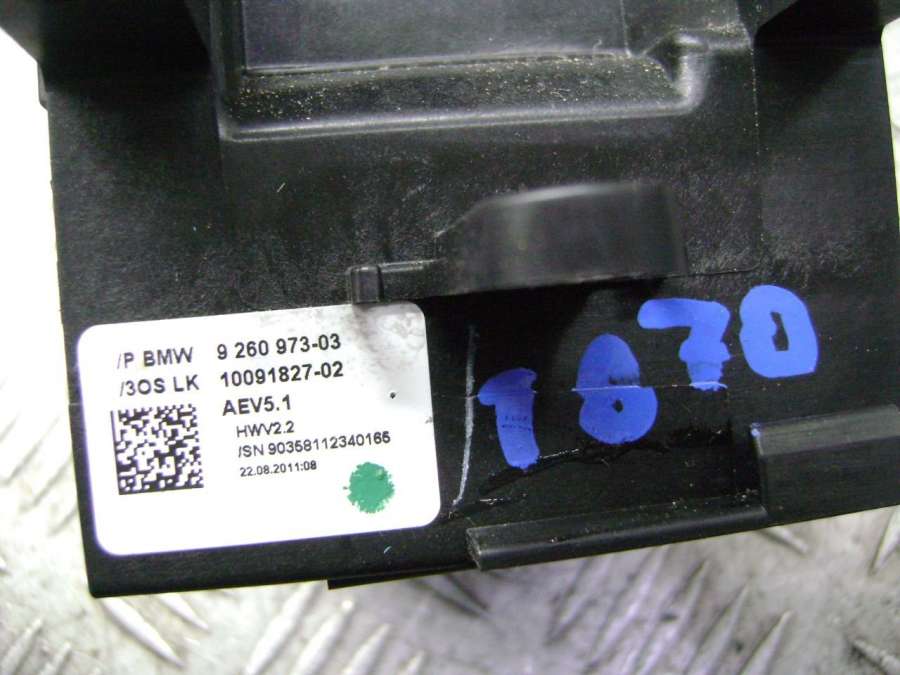 /P BMW 9 260 973-03
/3OS LK 10091827-02
AEV5.1
HWV2.2
/SN 90358112340165
22.08.2011:08
1670